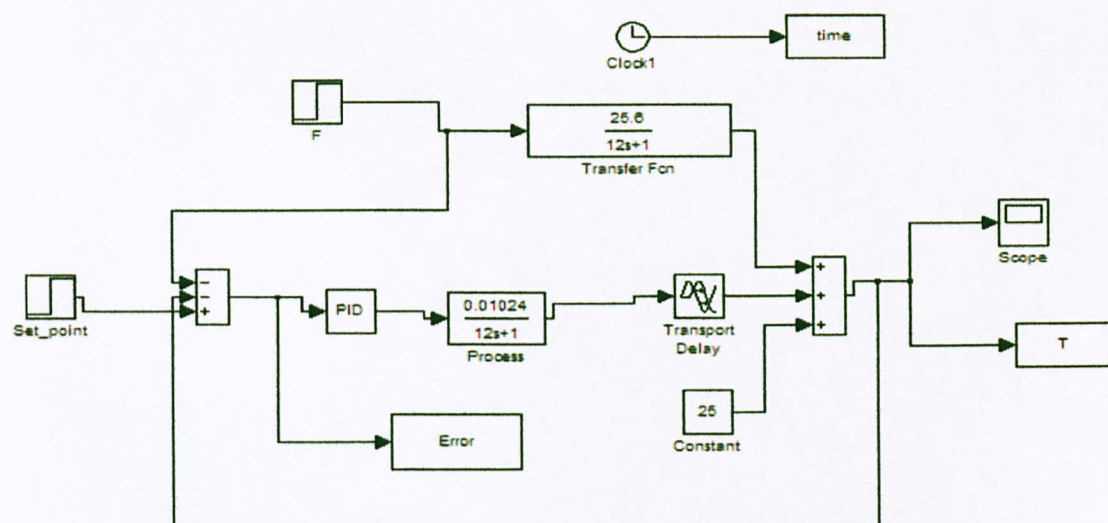 time
Clock1
F
25.6
12s+1
Transfer Fcn
Scope
Set_point
PID
0.01024
12s+1
Process
Transport
Delay
T
25
Constant
Error